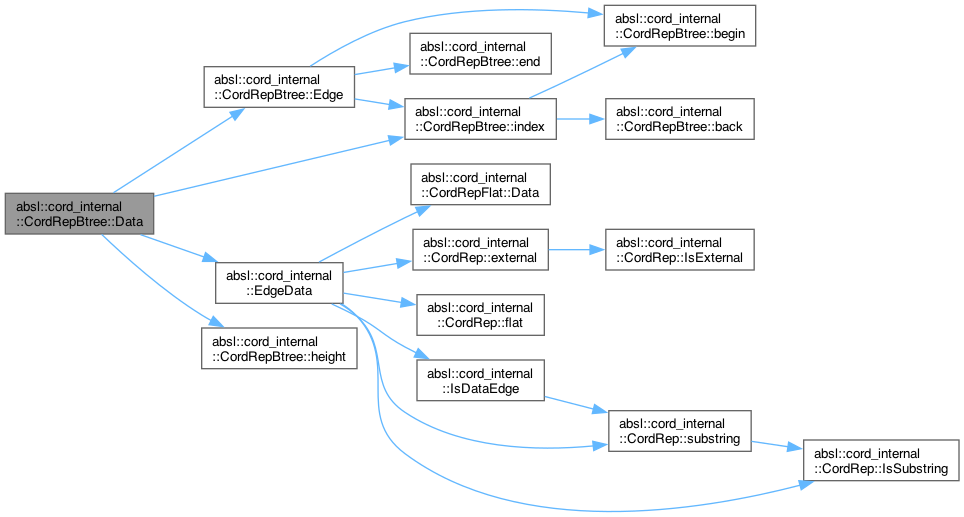 absl::cord_internal
::CordRepBtree::Data
absl::cord_internal
::CordRepBtree::Edge
absl::cord_internal
::CordRepBtree::begin
absl::cord_internal
::CordRepBtree::end
absl::cord_internal
::CordRepBtree::index
absl::cord_internal
::CordRepBtree::back
absl::cord_internal
::EdgeData
absl::cord_internal
::CordRepFlat::Data
absl::cord_internal
::CordRep::external
absl::cord_internal
::CordRep::IsExternal
absl::cord_internal
::CordRep::flat
absl::cord_internal
::IsDataEdge
absl::cord_internal
::CordRep::substring
absl::cord_internal
::CordRep::IsSubstring
absl::cord_internal
::CordRepBtree::height